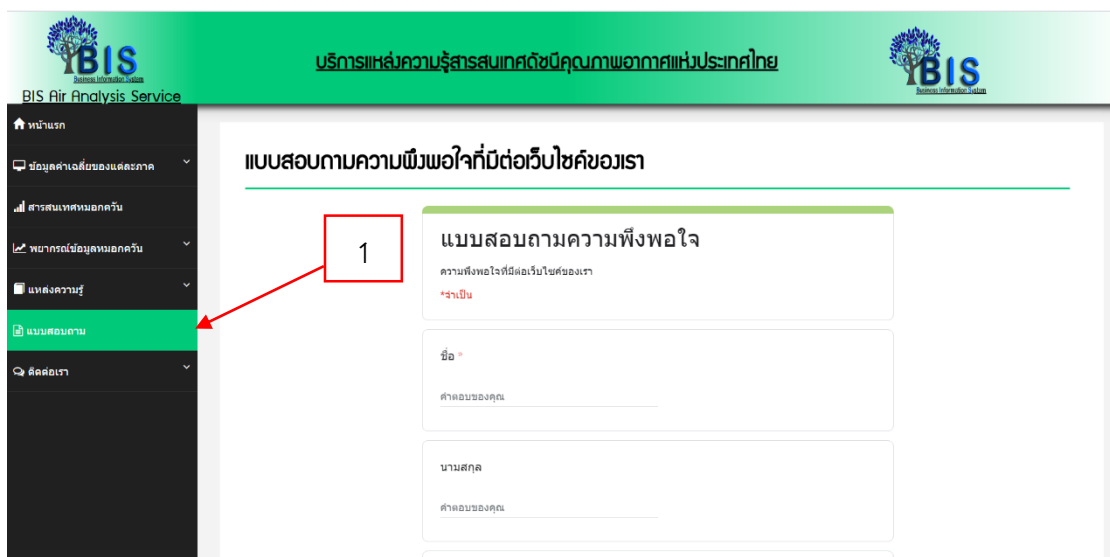 BIS
Business Information System
BIS Air Analysis Service
บริการแหล่งความรู้สารสนเทศดัชนีคุณภาพอากาศแห่งประเทศไทย
BIS
Business Information System
หน้าแรก
ข้อมูลค่าเฉลี่ยของแต่ละภาค
สารสนเทศหมอกควัน
พยากรณ์ข้อมูลหมอกควัน
แหล่งความรู้
แบบสอบถาม
ติดต่อเรา
แบบสอบถามความพึงพอใจที่มีต่อเว็บไซค์ของเรา
1
แบบสอบถามความพึงพอใจ
ความพึงพอใจที่มีต่อเว็บไซค์ของเรา
*จำเป็น
ชื่อ *
คำตอบของคุณ
นามสกุล
คำตอบของคุณ